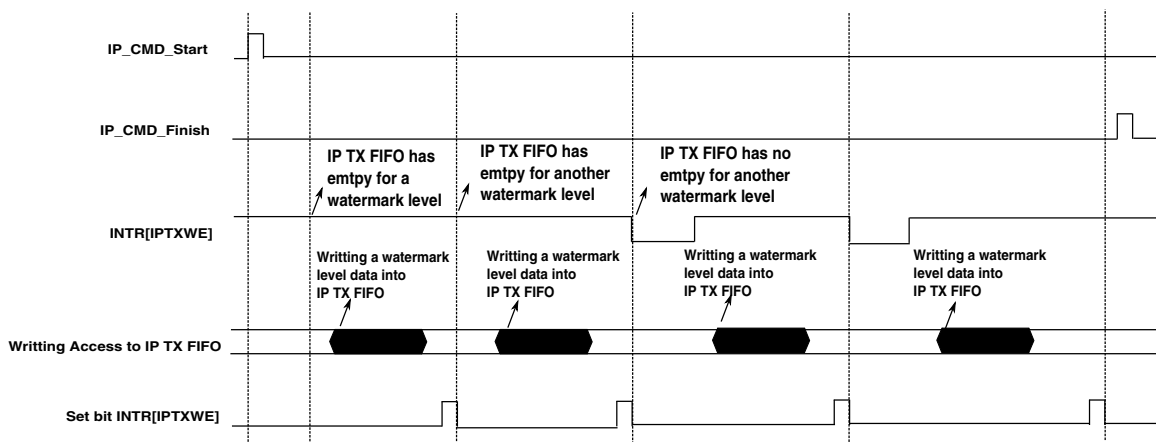 IP_CMD_Start
IP_CMD_Finish
IP TX FIFO has
emtpy for a
watermark level
IP TX FIFO has
emtpy for another
watermark level
IP TX FIFO has no
emtpy for another
watermark level
INTR[IPTXWE]
Writting a watermark
level data into
IP TX FIFO
Writting a watermark
level data into
IP TX FIFO
Writting a watermark
level data into
IP TX FIFO
Writting a watermark
level data into
IP TX FIFO
Writting Access to IP TX FIFO
Set bit INTR[IPTXWE]